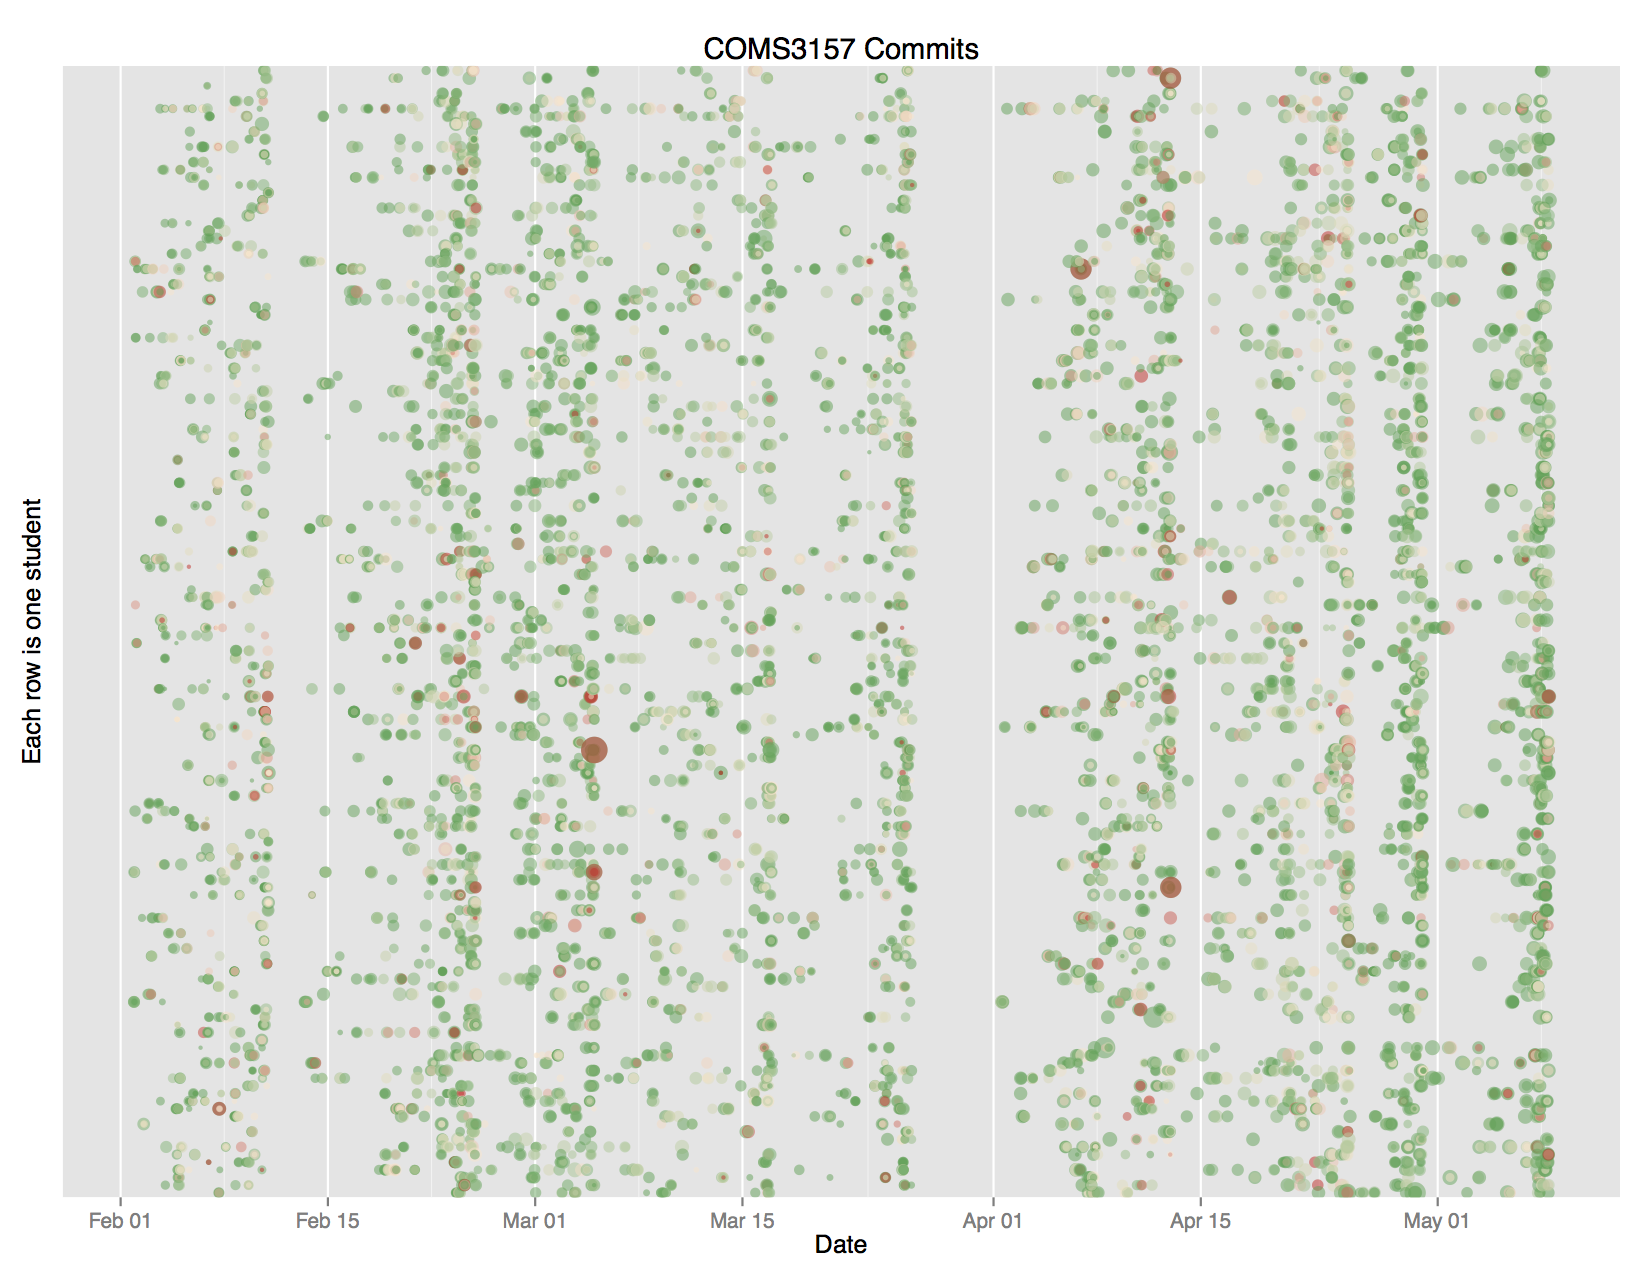 COMS3157 Commits
Each row is one student
Feb 01
Feb 15
Mar 01
Mar 15
Apr 01
Apr 15
May 01
Date